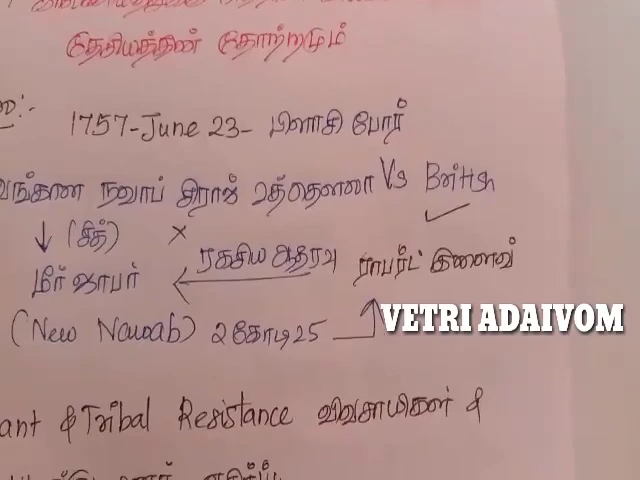 தேசியத்தின் தோற்றமும்
1757-June 23- பிளாசி போர்
வங்காள நவாப் சிராஜ் உத்தௌலா Vs British
(சித்) × ரகசிய ஆதரவு ராபர்ட் கிளைவ்
மீர் ஜாபர்
(New Nawab) 2கோடி25
VETRI ADAIVOM
ant & Tribal Resistance விவசாயிகள் &